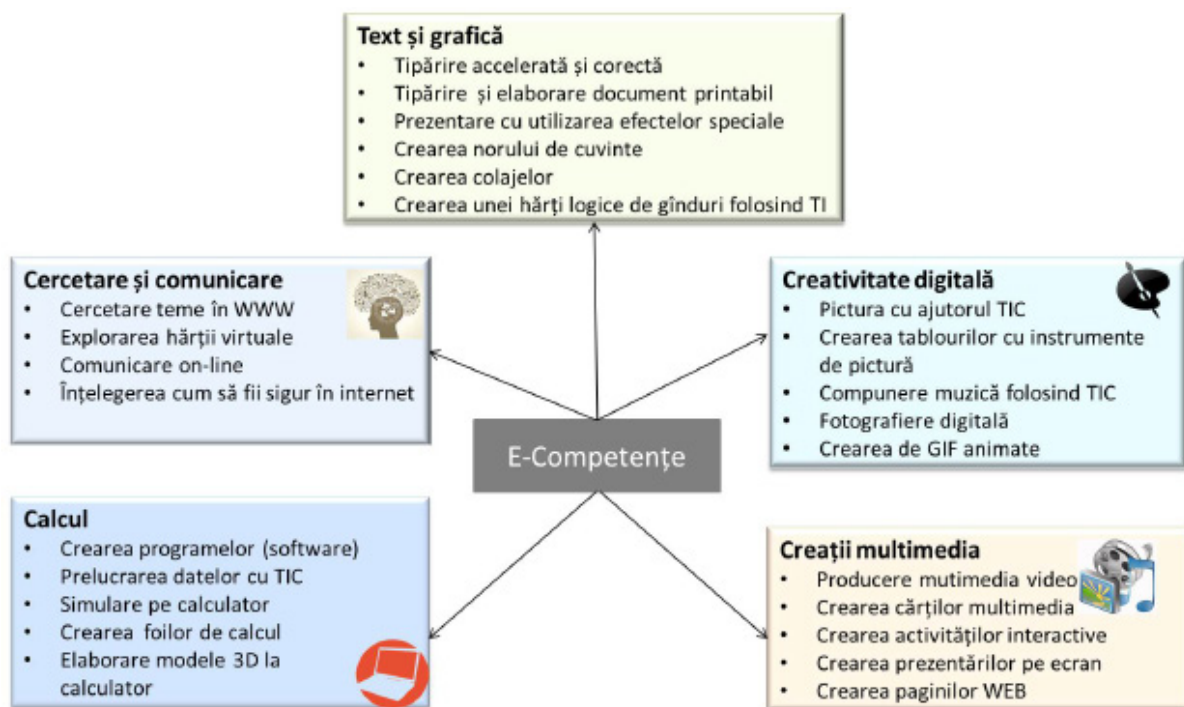 Text și grafică
• Tipărire accelerată și corectă
• Tipărire și elaborare document printabil
• Prezentare cu utilizarea efectelor speciale
• Crearea norului de cuvinte
• Crearea colajelor
• Crearea unei hărți logice de gînduri folosind TI
Cercetare și comunicare
• Cercetare teme în WWW
• Explorarea hărții virtuale
• Comunicare on-line
• Înțelegerea cum să fii sigur în internet
Creativitate digitală
• Pictura cu ajutorul TIC
• Crearea tablourilor cu instrumente
de pictură
• Compunere muzică folosind TIC
• Fotografiere digitală
• Crearea de GIF animate
E-Competențe
Calcul
• Crearea programelor (software)
• Prelucrarea datelor cu TIC
• Simulare pe calculator
• Crearea foilor de calcul
• Elaborare modele 3D la
calculator
Creații multimedia
• Producere mutimedia video
• Crearea cărților multimedia
• Crearea activităților interactive
• Crearea prezentărilor pe ecran
• Crearea paginilor WEB